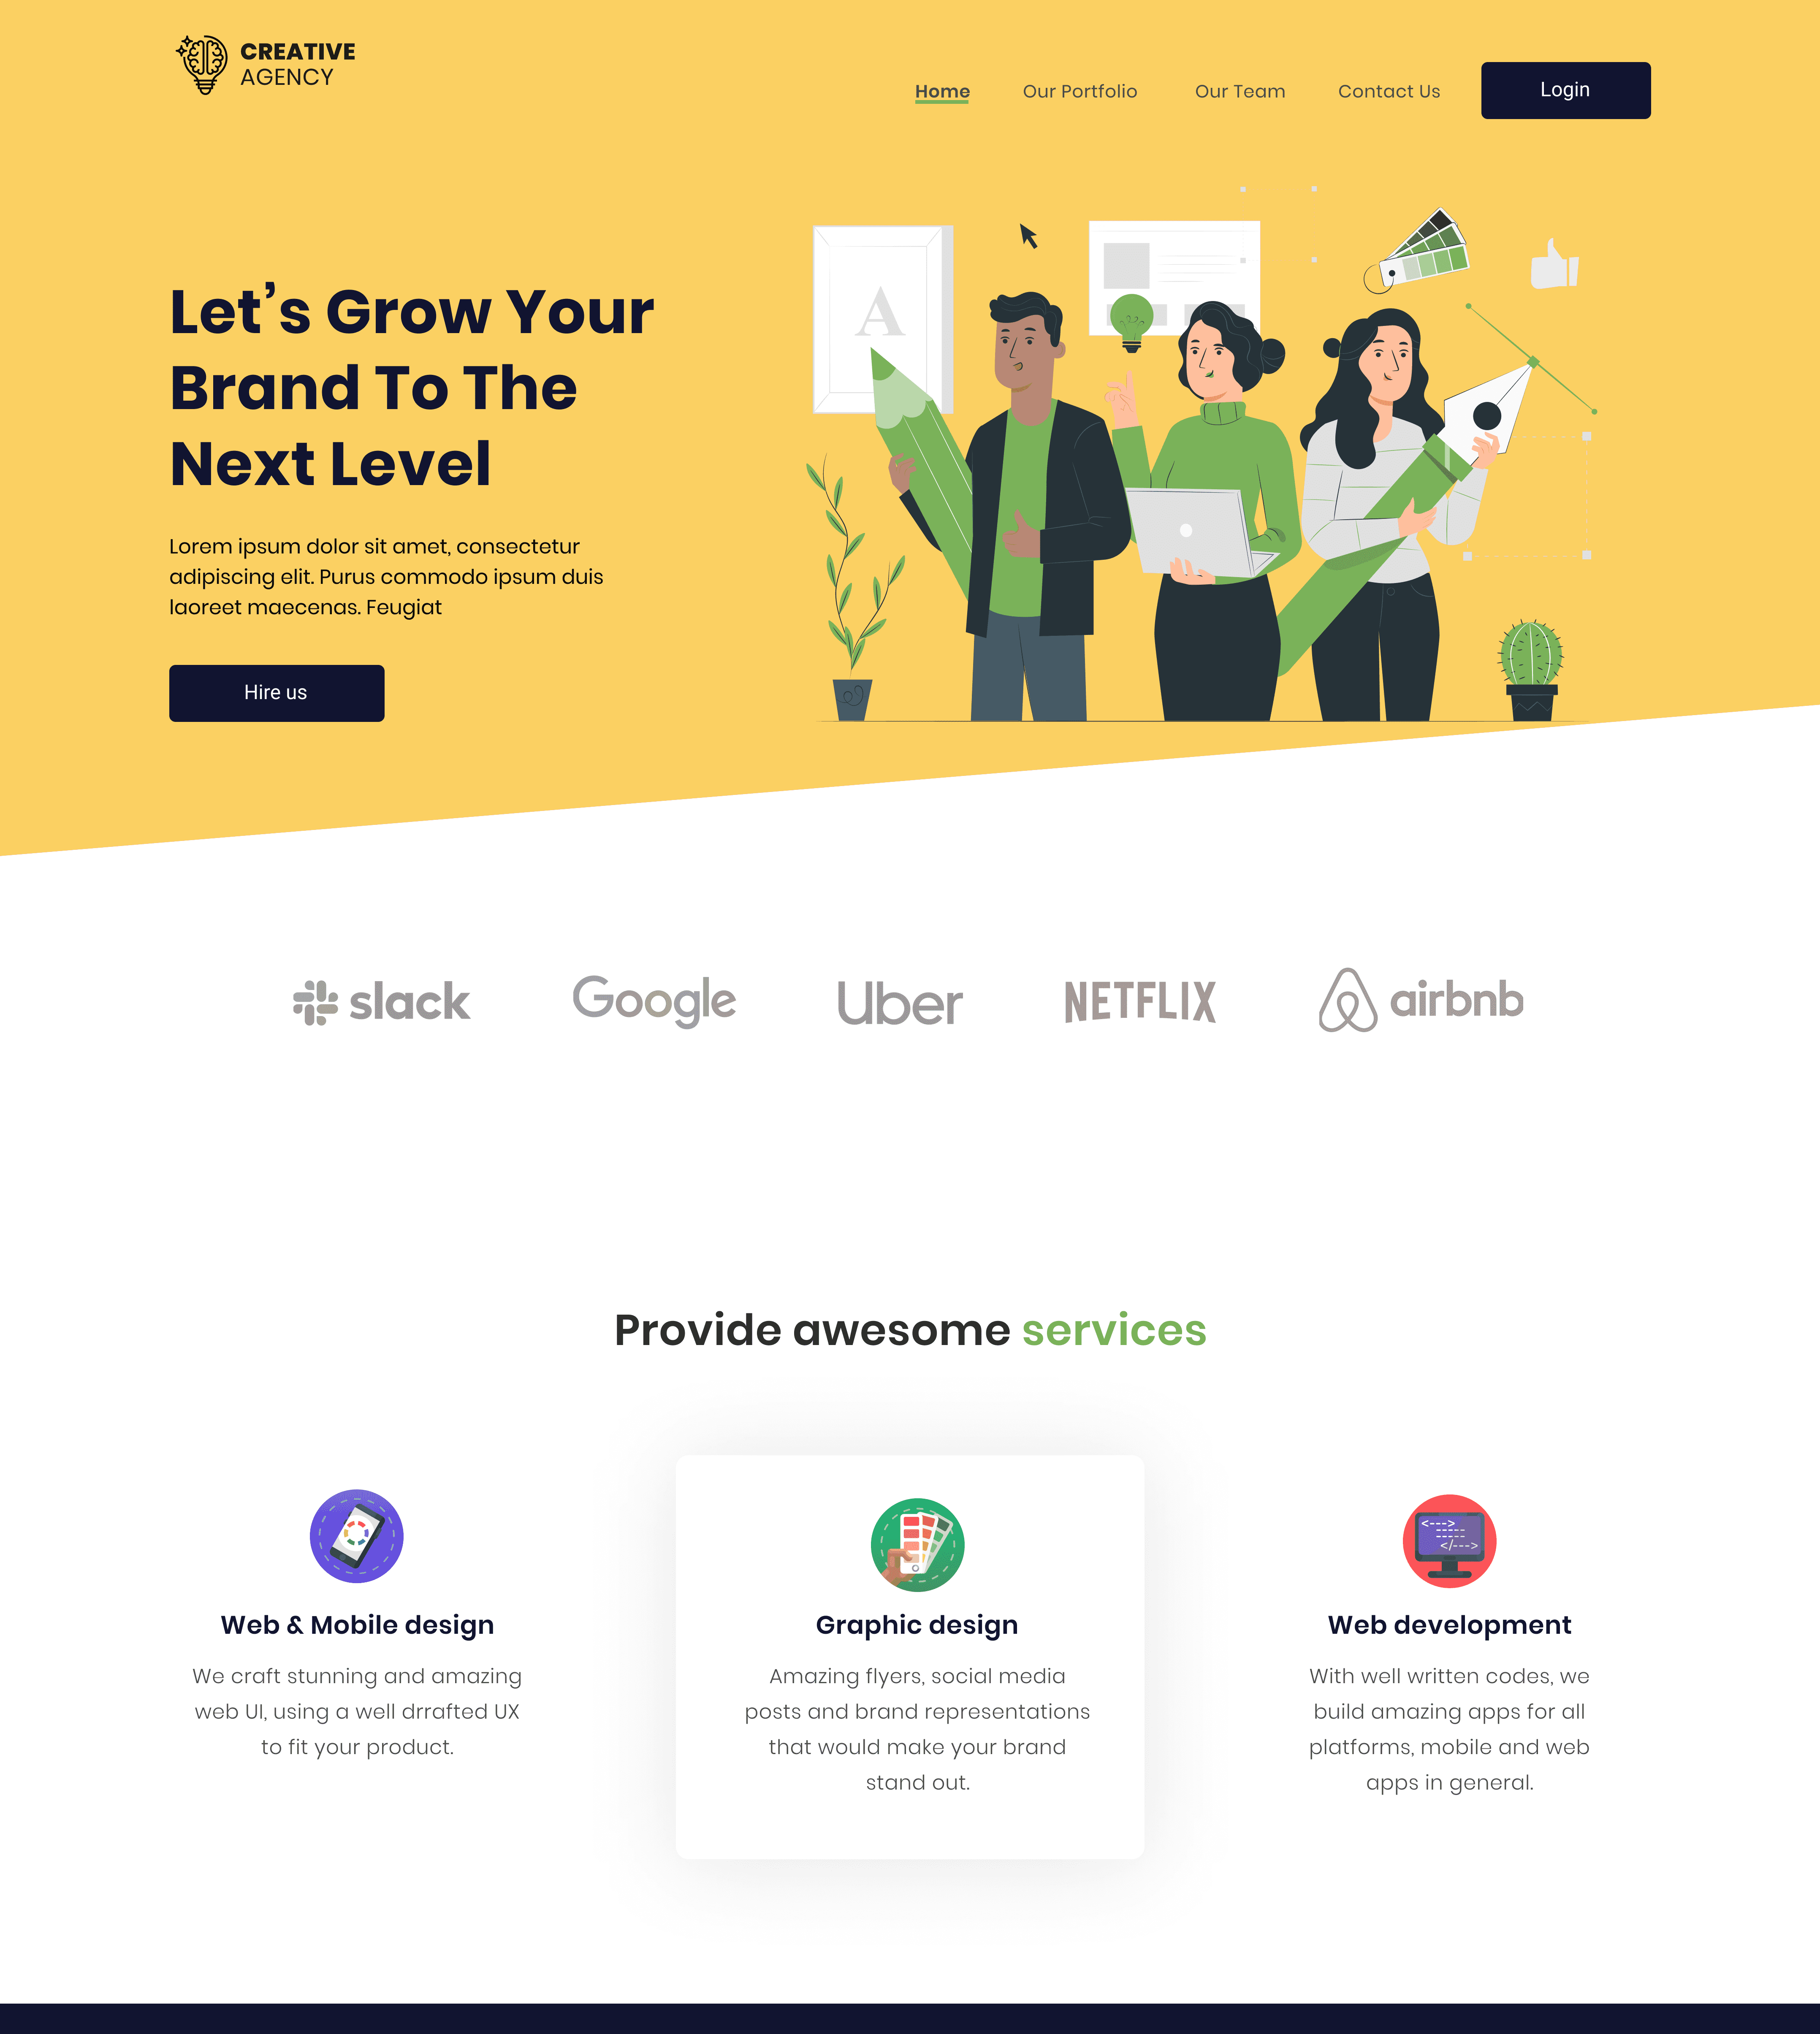 CREATIVE
AGENCY
Home Our Portfolio Our Team Contact Us Login
Let’s Grow Your
Brand To The
Next Level
Lorem ipsum dolor sit amet, consectetur
adipiscing elit. Purus commodo ipsum duis
laoreet maecenas. Feugiat
Hire us
A
slack Google Uber NETFLIX airbnb
Provide awesome services
<--->
</--->
Web & Mobile design
We craft stunning and amazing
web UI, using a well drrafted UX
to fit your product.
Graphic design
Amazing flyers, social media
posts and brand representations
that would make your brand
stand out.
Web development
With well written codes, we
build amazing apps for all
platforms, mobile and web
apps in general.